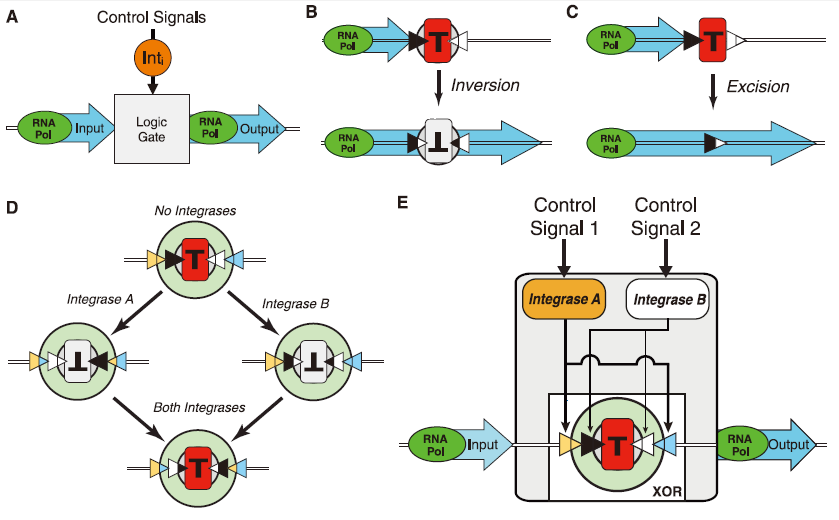 A
Control Signals
Int i
RNA
Pol
Input
Logic
Gate
RNA
Pol
Output
B
RNA
Pol
T
Inversion
RNA
Pol
T
C
RNA
Pol
T
Excision
RNA
Pol
D
No Integrases
T
Integrase A
Integrase B
T
T
Both Integrases
T
E
Control
Signal 1
Control
Signal 2
Integrase A
Integrase B
RNA
Pol
Input
T
XOR
RNA
Pol
Output